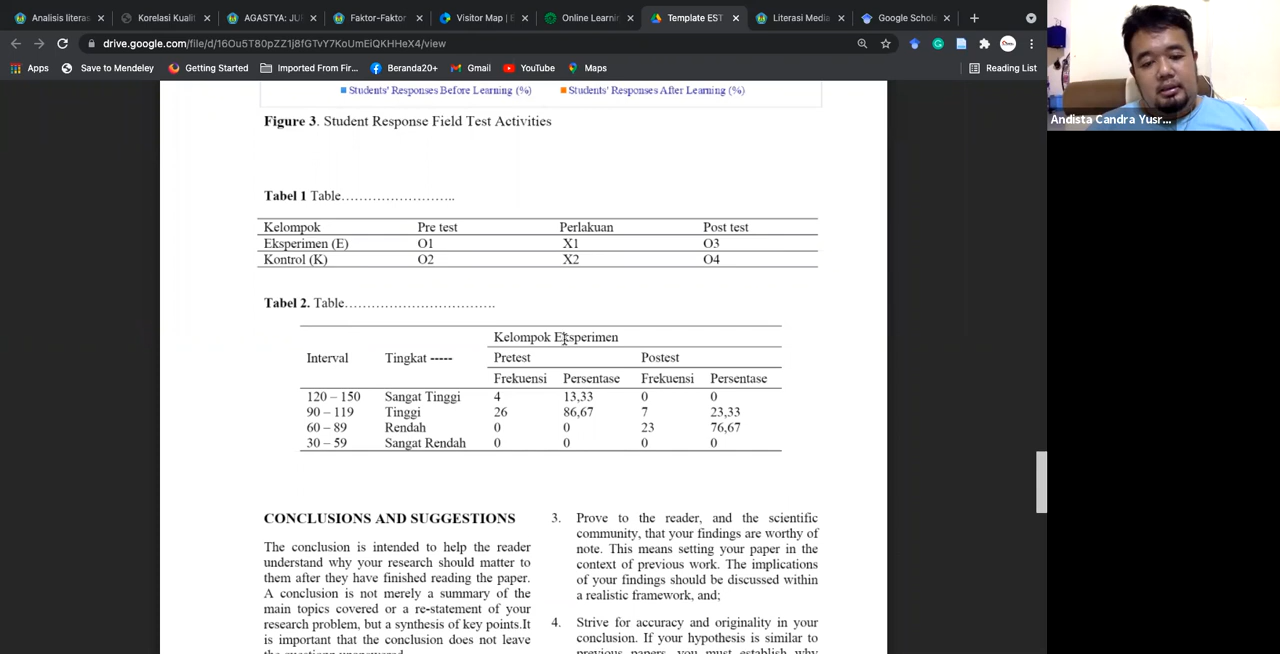 Analisis literas
Korelasi Kualit
AGASTYA: JUR
Faktor-Faktor
Visitor Map | E
Online Learnin
Template EST
Literasi Media
Google Schola
drive.google.com/file/d/16Ou5T80pZZ1j8fGTvY7KoUmEiQKHHeX4/view
Apps Save to Mendeley Getting Started Imported From Fir... Beranda20+ Gmail YouTube Maps Reading List
Andista Candra Yusr...
Students' Responses Before Learning (%) Students' Responses After Learning (%)
Figure 3. Student Response Field Test Activities
Tabel 1 Table……………………..
Kelompok Pre test Perlakuan Post test
Eksperimen (E) O1 X1 O3
Kontrol (K) O2 X2 O4
Tabel 2. Table…………………………….
Kelompok Eksperimen
Interval Tingkat ----- Pretest Postest
Frekuensi Persentase Frekuensi Persentase
120 – 150 Sangat Tinggi 4 13,33 0 0
90 – 119 Tinggi 26 86,67 7 23,33
60 – 89 Rendah 0 0 23 76,67
30 – 59 Sangat Rendah 0 0 0 0
CONCLUSIONS AND SUGGESTIONS
The conclusion is intended to help the reader
understand why your research should matter to
them after they have finished reading the paper.
A conclusion is not merely a summary of the
main topics covered or a re-statement of your
research problem, but a synthesis of key points.It
is important that the conclusion does not leave
the questionn unanswered
3. Prove to the reader, and the scientific
community, that your findings are worthy of
note. This means setting your paper in the
context of previous work. The implications
of your findings should be discussed within
a realistic framework, and;
4. Strive for accuracy and originality in your
conclusion. If your hypothesis is similar to
previous papers, you must establish why